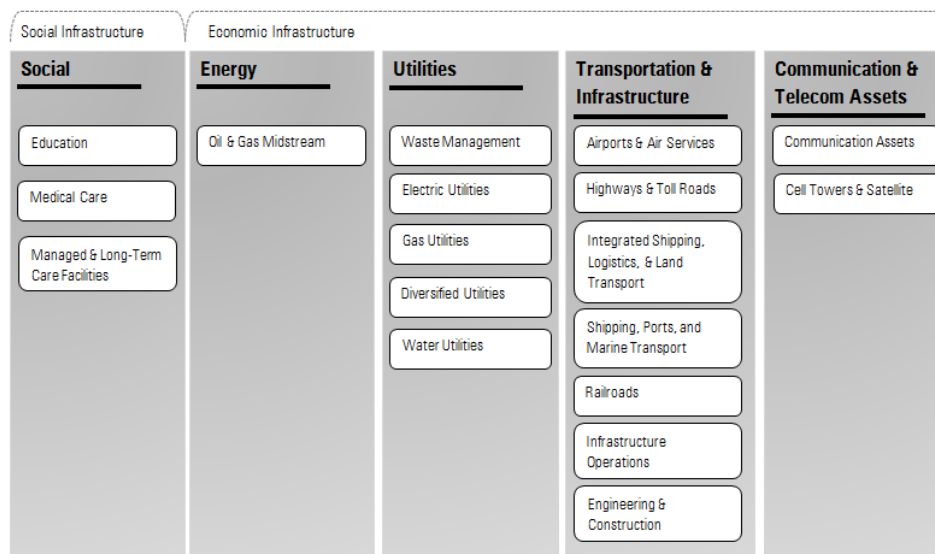 Social Infrastructure
Economic Infrastructure
Social
Education
Medical Care
Managed & Long-Term
Care Facilities
Energy
Oil & Gas Midstream
Utilities
Waste Management
Electric Utilities
Gas Utilities
Diversified Utilities
Water Utilities
Transportation &
Infrastructure
Airports & Air Services
Highways & Toll Roads
Integrated Shipping,
Logistics, & Land
Transport
Shipping, Ports, and
Marine Transport
Railroads
Infrastructure
Operations
Engineering &
Construction
Communication &
Telecom Assets
Communication Assets
Cell Towers & Satellite